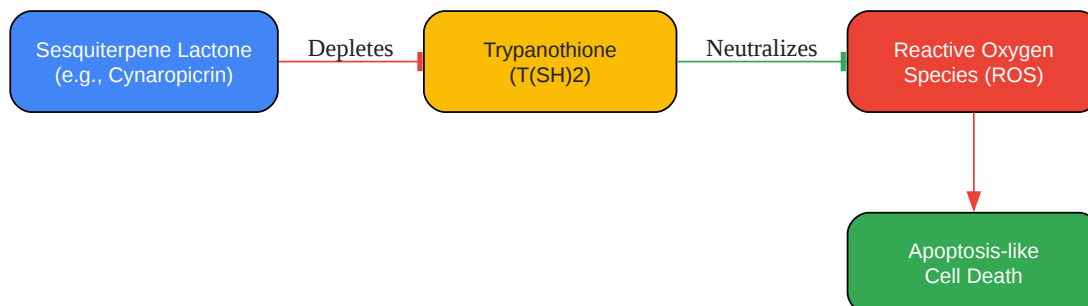 Sesquiterpene Lactone
(e.g., Cynaropicrin)
Depletes
Trypanothione
(T(SH)2)
Neutralizes
Reactive Oxygen
Species (ROS)
Apoptosis-like
Cell Death